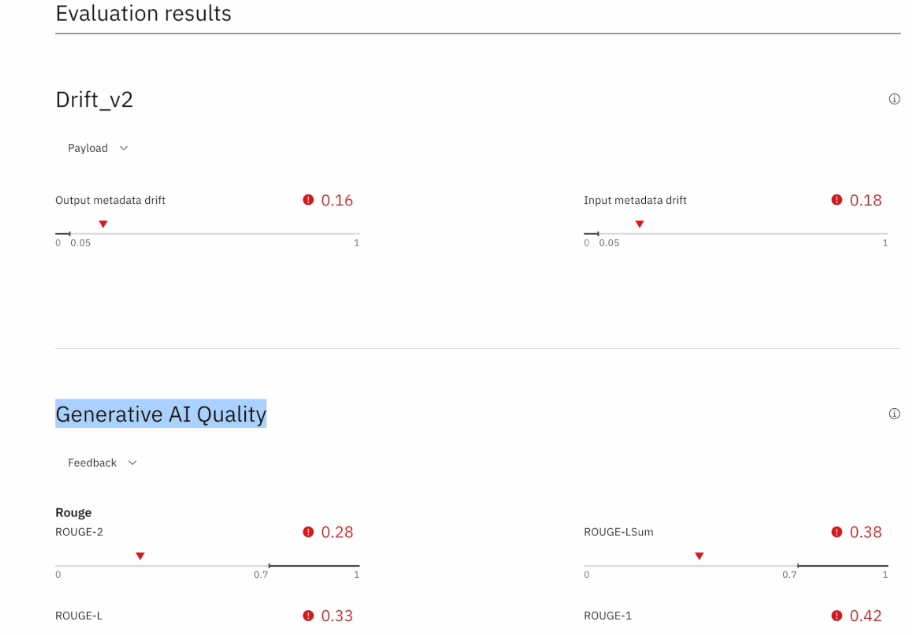 Evaluation results
Drift_v2
Payload
Output metadata drift 0.16
0 0.05 1
Input metadata drift 0.18
0 0.05 1
Generative AI Quality
Feedback
Rouge
ROUGE-2 0.28
0 0.7 1
ROUGE-LSum 0.38
0 0.7 1
ROUGE-L 0.33
ROUGE-1 0.42